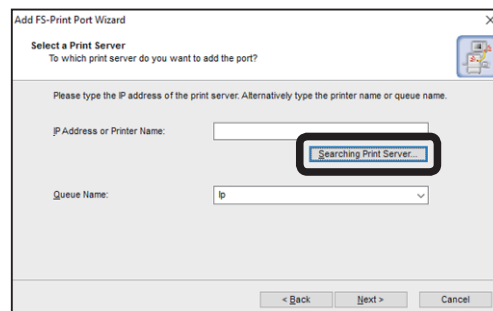 Add FS-Print Port Wizard
Select a Print Server
To which print server do you want to add the port?
Please type the IP address of the print server. Alternatively type the printer name or queue name.
IP Address or Printer Name:
Searching Print Server...
Queue Name:
lp
< Back
Next >
Cancel